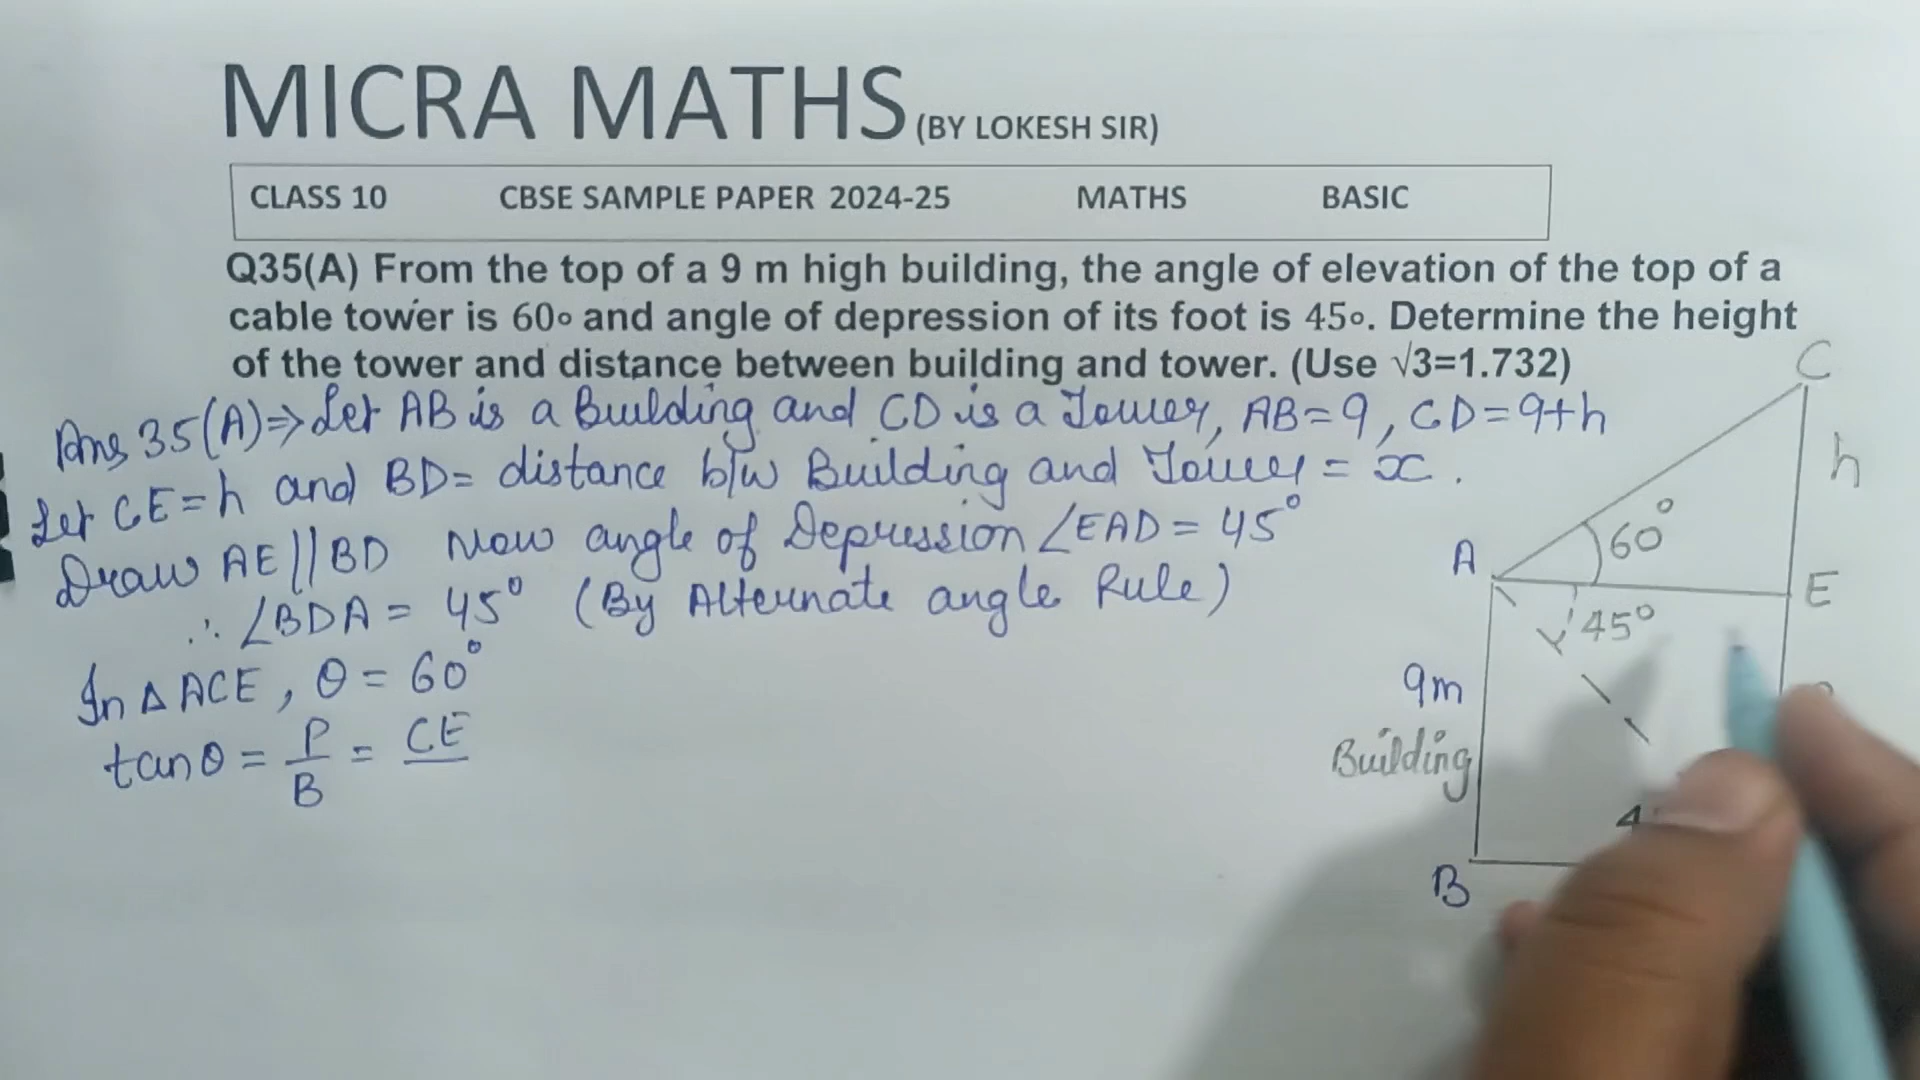 MICRA MATHS (BY LOKESH SIR)
CLASS 10 CBSE SAMPLE PAPER 2024-25 MATHS BASIC
Q35(A) From the top of a 9 m high building, the angle of elevation of the top of a
cable tower is 60∘ and angle of depression of its foot is 45∘. Determine the height
of the tower and distance between building and tower. (Use √3=1.732)
Ans 35(A)⇒ Let AB is a Building and CD is a Tower, AB=9, CD=9+h
Let CE=h and BD= distance b/w Building and Tower = x.
Draw AE||BD Now angle of Depression ∠EAD = 45°
∴ ∠BDA = 45° (By Alternate angle Rule)
In △ ACE, θ = 60°
tanθ = P/B = CE
C
h
60°
A
E
45°
9m
Building
4
B